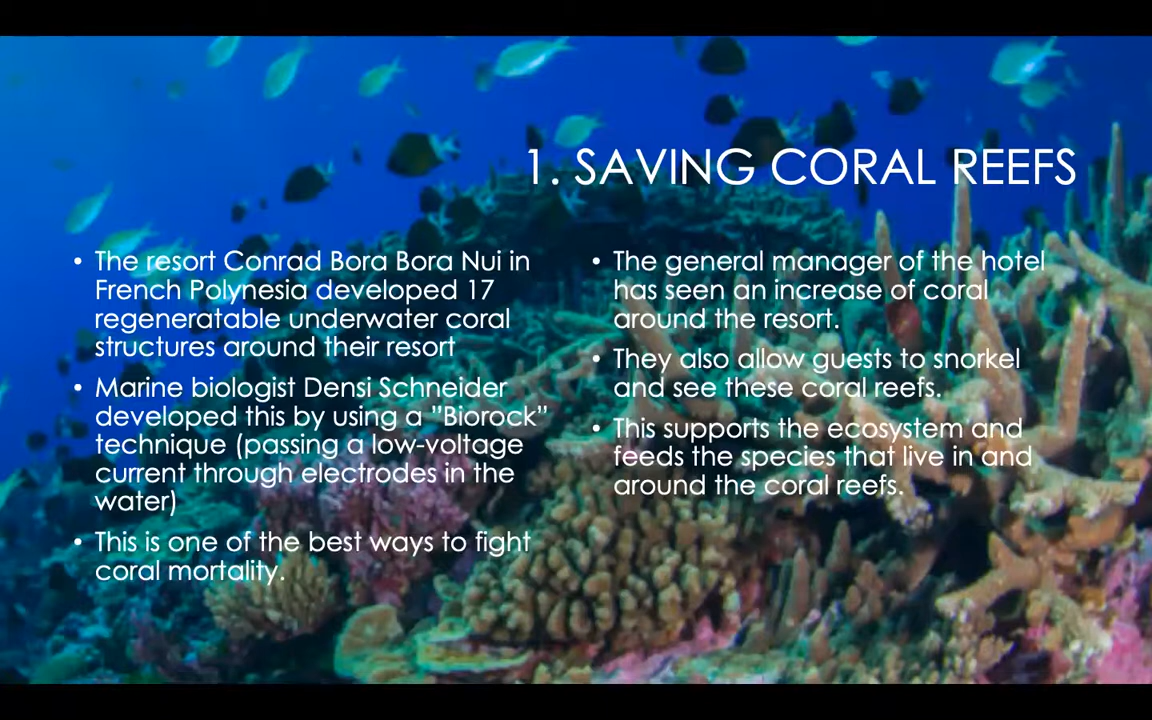 1. SAVING CORAL REEFS
• The resort Conrad Bora Bora Nui in
French Polynesia developed 17
regeneratable underwater coral
structures around their resort
• Marine biologist Densi Schneider
developed this by using a ”Biorock”
technique (passing a low-voltage
current through electrodes in the
water)
• This is one of the best ways to fight
coral mortality.
• The general manager of the hotel
has seen an increase of coral
around the resort.
• They also allow guests to snorkel
and see these coral reefs.
• This supports the ecosystem and
feeds the species that live in and
around the coral reefs.